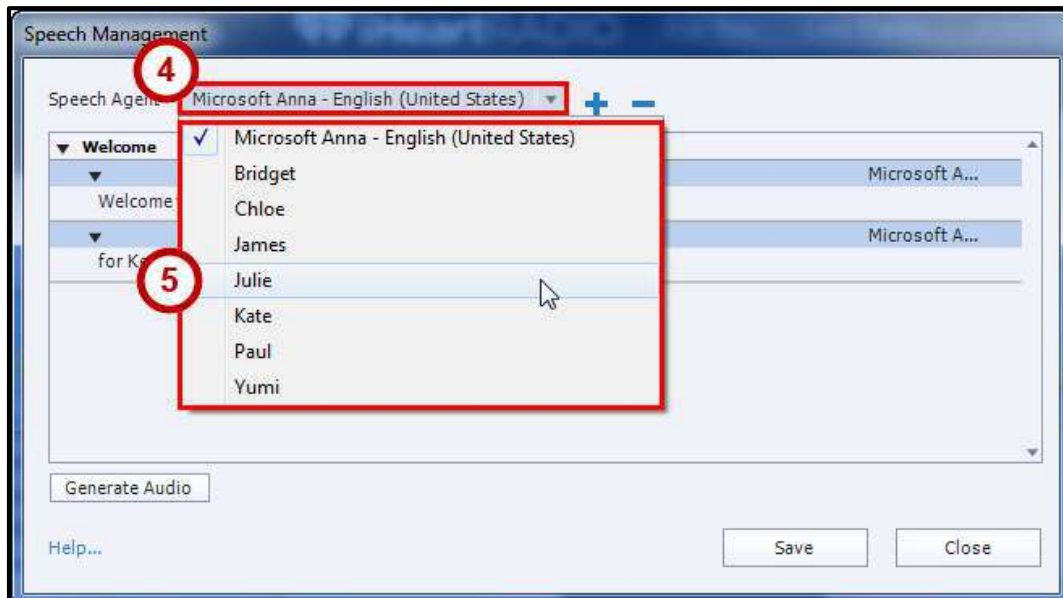 Speech Management
4
Speech Agent Microsoft Anna - English (United States)
Welcome
Microsoft Anna - English (United States)
Bridget
Microsoft A...
Welcome
Chloe
James
Microsoft A...
for
5
Julie
Kate
Paul
Yumi
Generate Audio
Help...
Save
Close